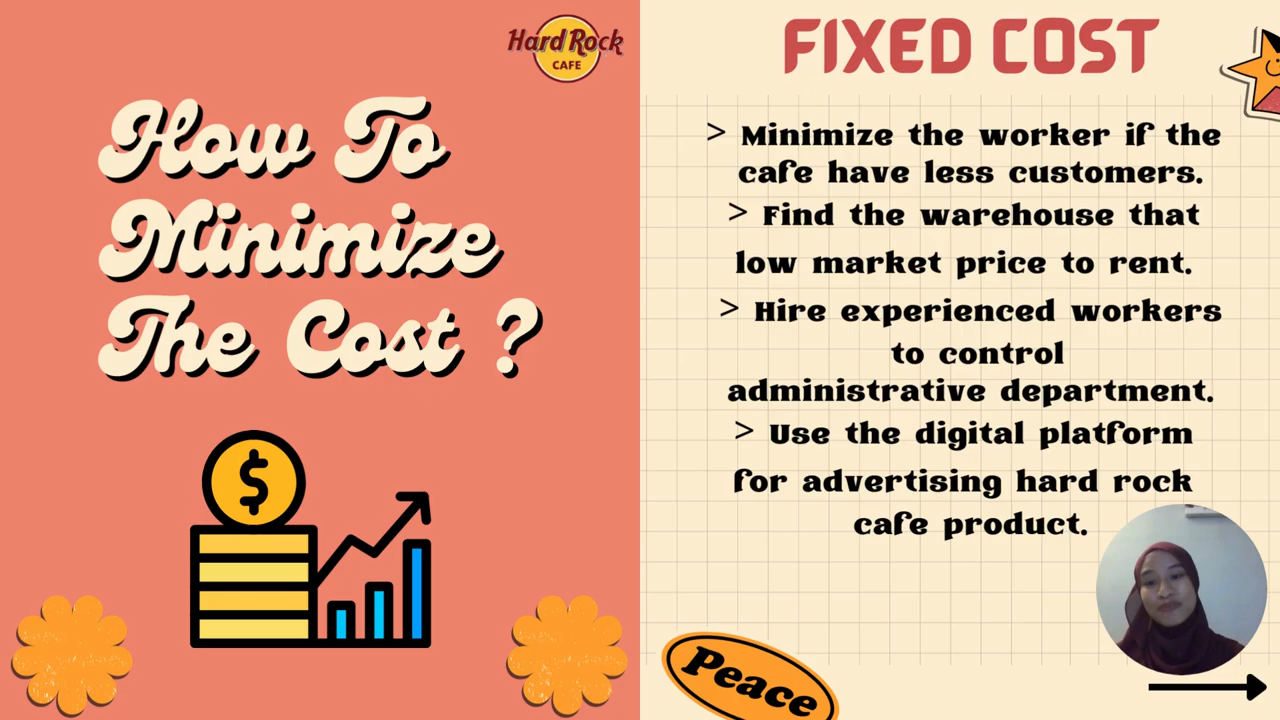 Hard Rock
CAFE
How To
Minimize
The Cost ?
$
FIXED COST
> Minimize the worker if the
cafe have less customers.
> Find the warehouse that
low market price to rent.
> Hire experienced workers
to control
administrative department.
> Use the digital platform
for advertising hard rock
cafe product.
Peace